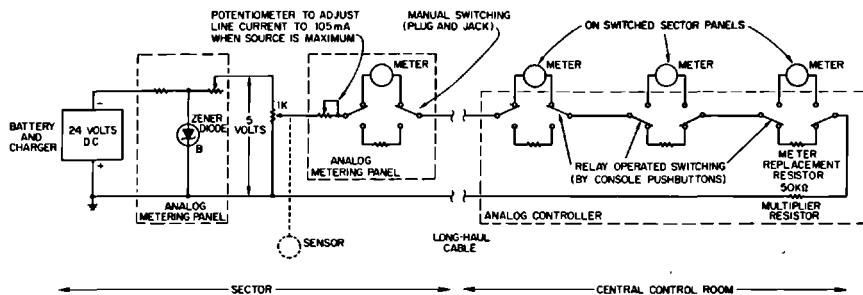 POTENTIOMETER TO ADJUST
LINE CURRENT TO 105mA
WHEN SOURCE IS MAXIMUM
MANUAL SWITCHING
(PLUG AND JACK)
ON SWITCHED SECTOR PANELS
METER
METER
METER
METER
BATTERY
AND
CHARGER
24 VOLTS
D.C
-
+
ZENER
DIODE
B
5
VOLTS
1K
ANALOG
METERING PANEL
ANALOG
METERING PANEL
SENSOR
LONG-HAUL
CABLE
RELAY OPERATED SWITCHING
(BY CONSOLE PUSHBUTTONS)
METER
REPLACEMENT
RESISTOR
50KΩ
MULTIPLIER
RESISTOR
ANALOG CONTROLLER
SECTOR
CENTRAL CONTROL ROOM